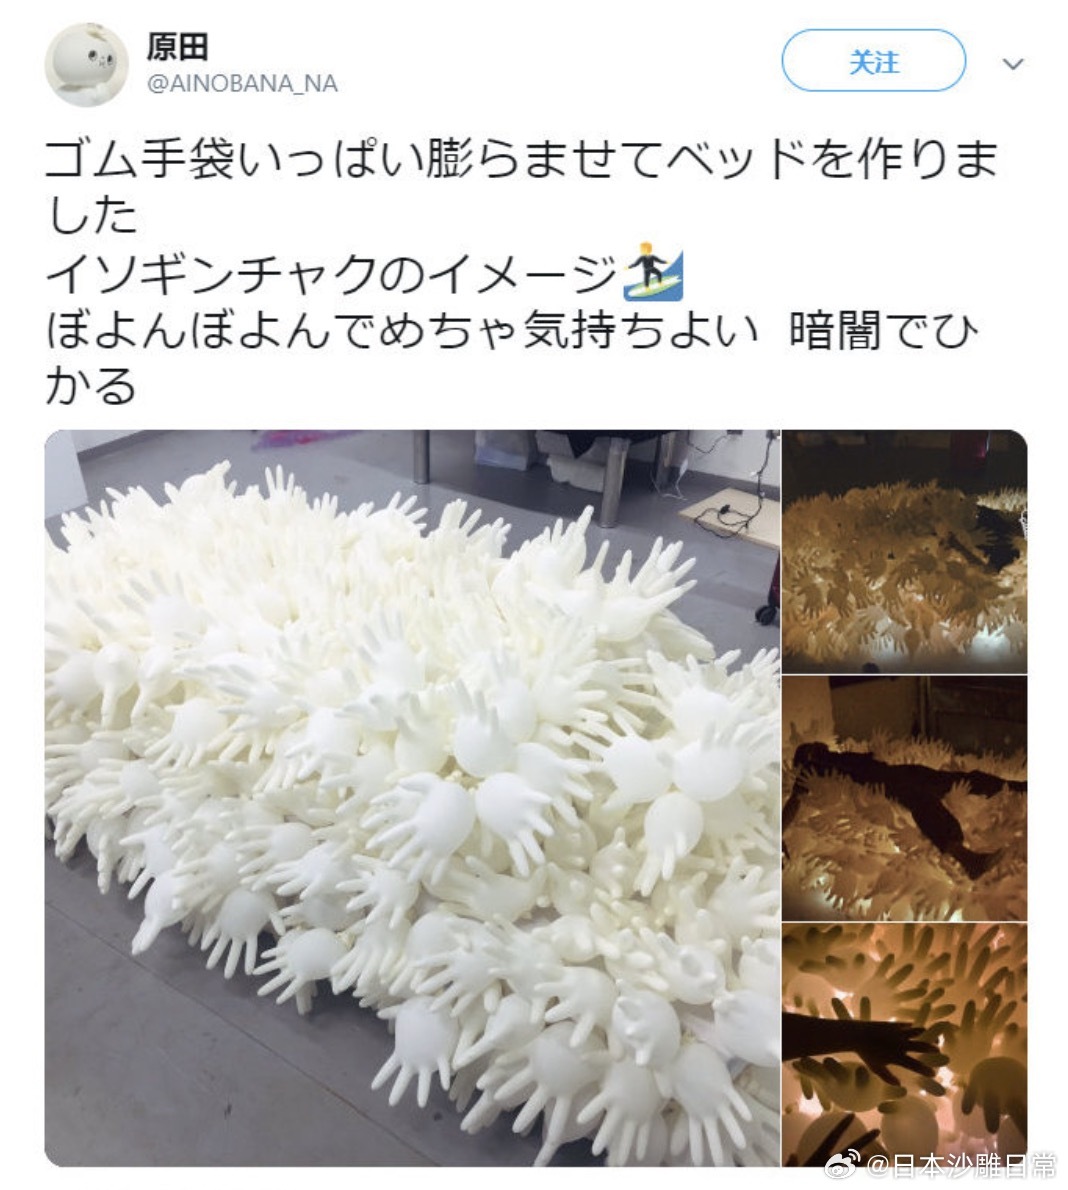 原田
@AINOBANA_NA
关注
ゴム手袋いっぱい膨らませてベッドを作りま
した
イソギンチャクのイメージ🏄
ぼよんぼよんでめちゃ気持ちよい 暗闇でひ
かる
@日本沙雕日常